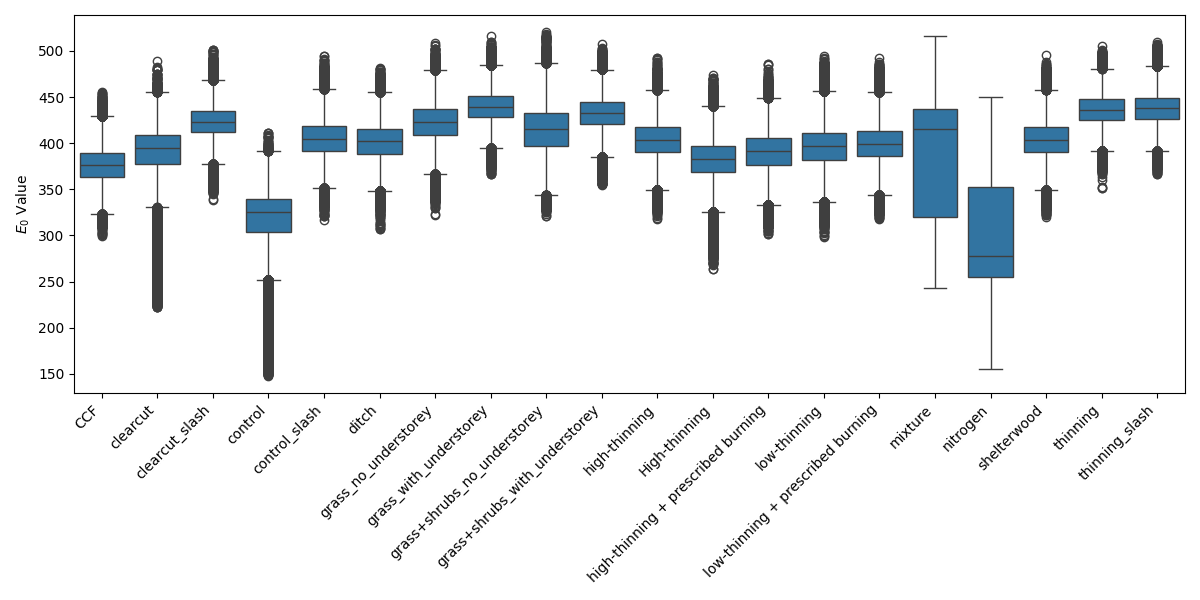 500
450
400
350
300
250
200
150
E₀ Value
CCF
clearcut
clearcut_slash
control
control_slash
ditch
grass_no_understorey
grass_with_understorey
grass+shrubs_no_understorey
grass+shrubs_with_understorey
high-thinning
High-thinning
high-thinning + prescribed burning
low-thinning
low-thinning + prescribed burning
mixture
nitrogen
shelterwood
thinning
thinning_slash